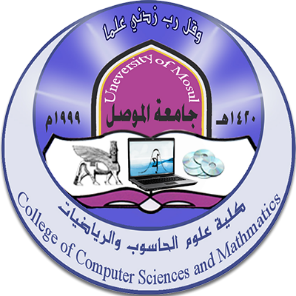 وقل رب زدني علما
Uneversity of Mosul
جامعة الموصل
١٤٢٠هـ
١٩٩٩م
كلية علوم الحاسوب والرياضيات
College of Computer Sciences and Mathmatics